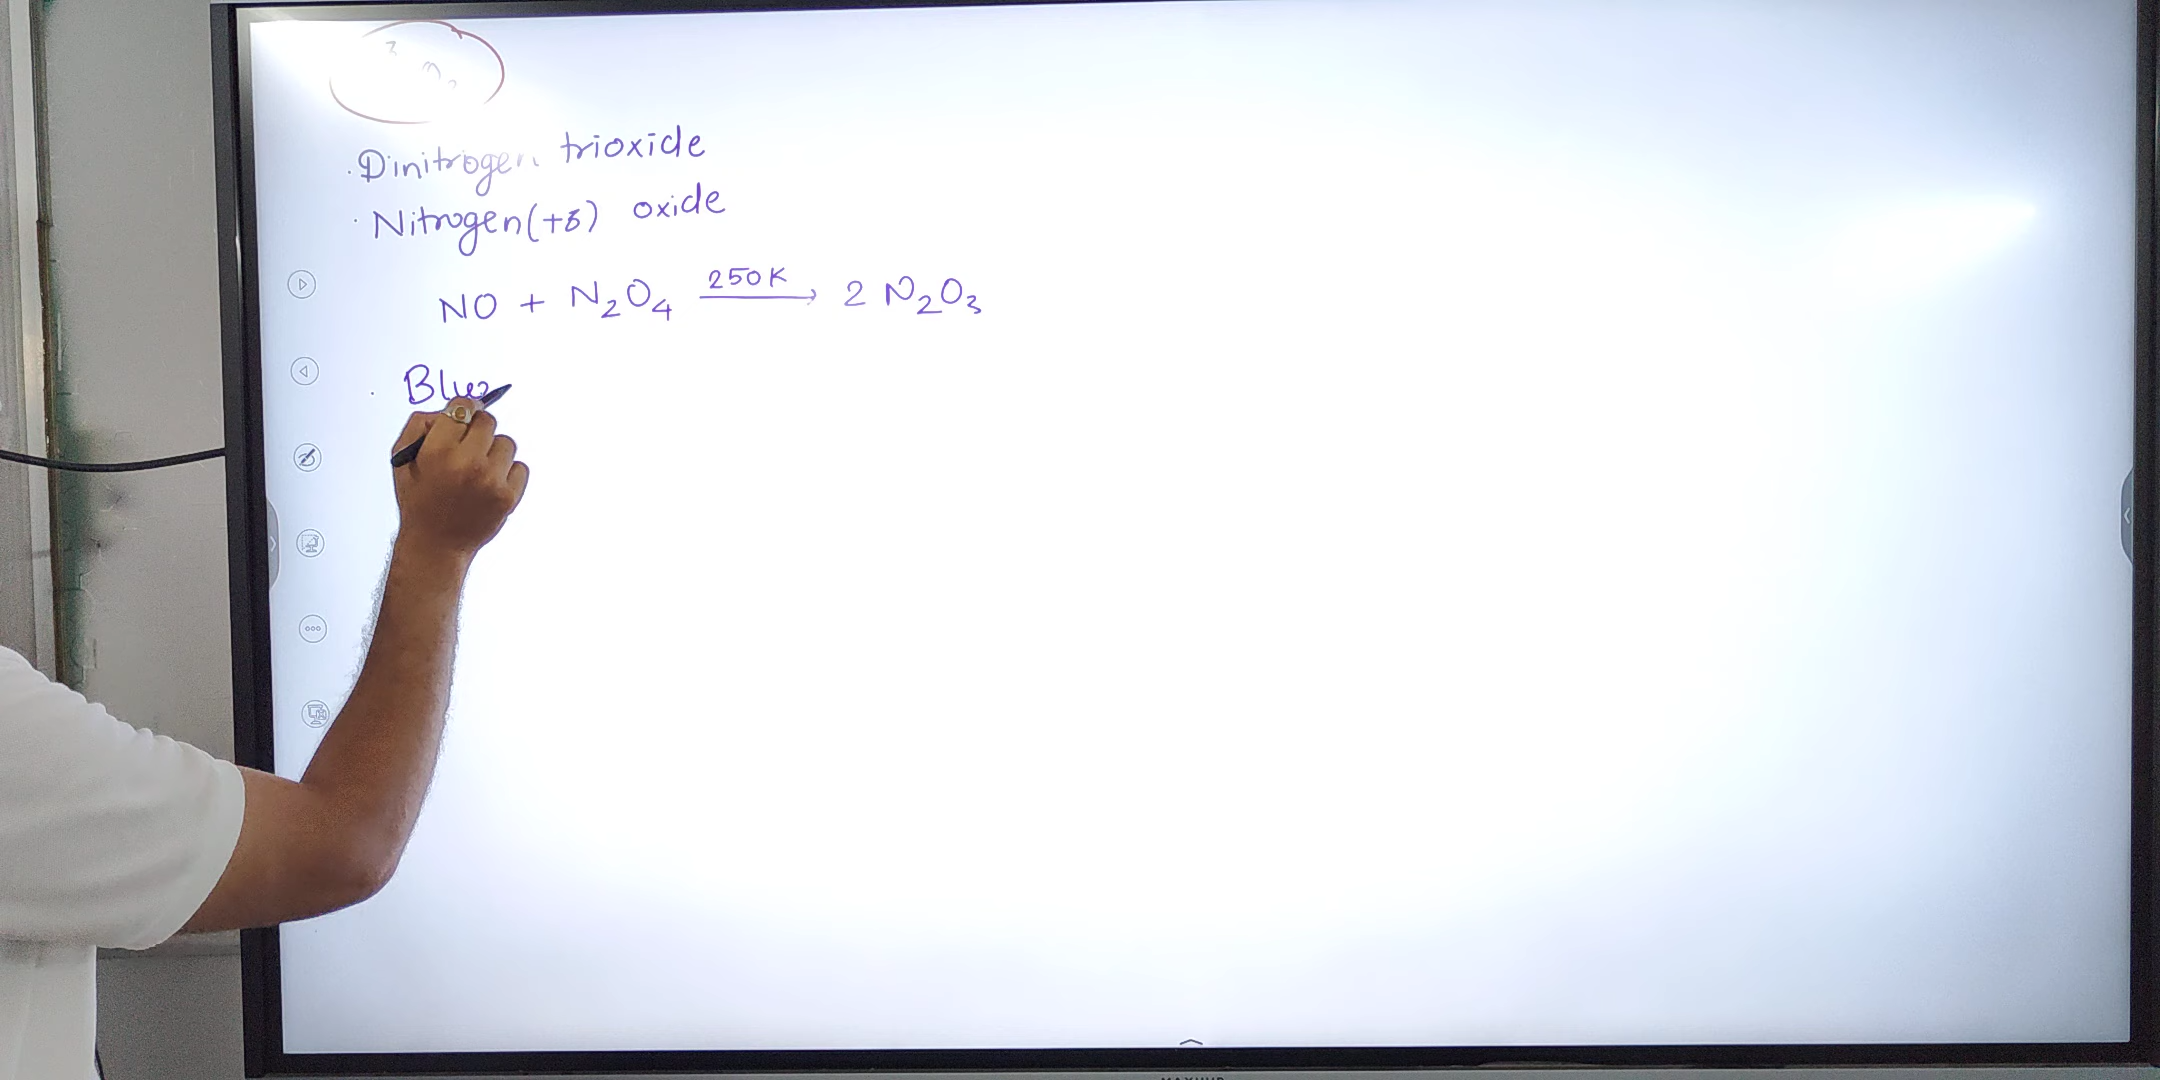 · Dinitrogen trioxide
· Nitrogen(+3) oxide
NO + N₂O₄ 250K → 2 N₂O₃
· Blue